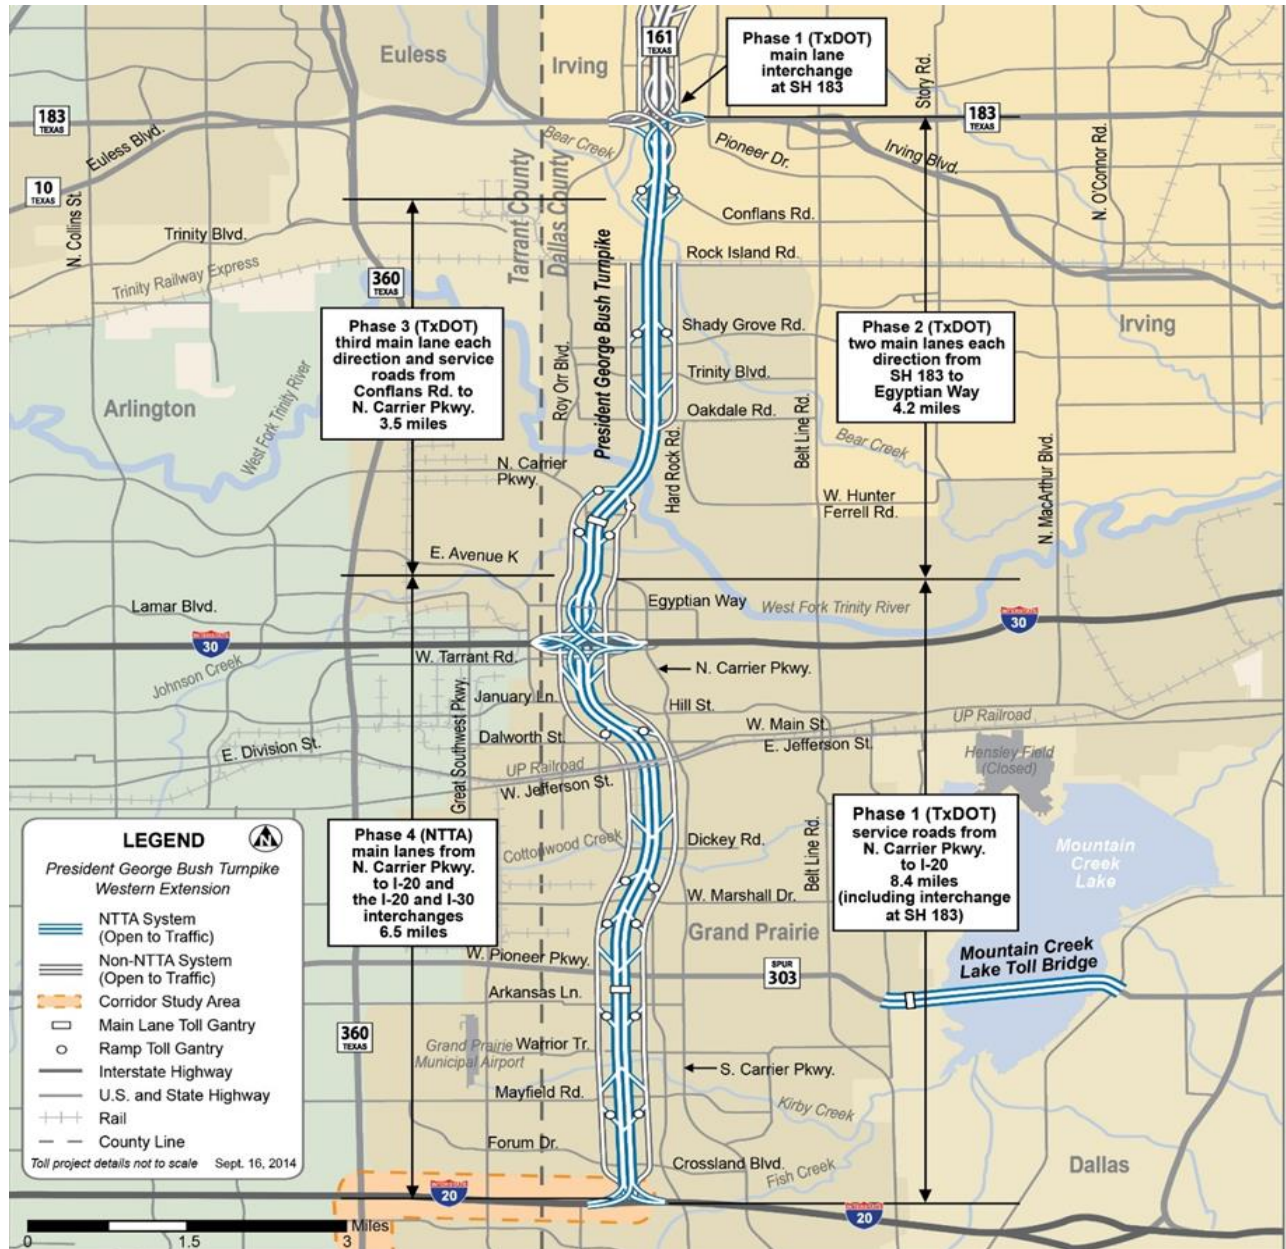 161
TEXAS
Phase 1 (TxDOT)
main lane
interchange
at SH 183
Euless
Irving
Story Rd.
183
TEXAS
183
TEXAS
Euless Blvd.
Bear Creek
Pioneer Dr.
Irving Blvd.
N. O'Connor Rd.
10
TEXAS
N. Collins St.
Tarrant County
Dallas County
Conflans Rd.
Trinity Blvd.
Rock Island Rd.
Trinity Railway Express
360
TEXAS
President George Bush Turnpike
Phase 3 (TxDOT)
third main lane each
direction and service
roads from
Conflans Rd. to
N. Carrier Pkwy.
3.5 miles
Shady Grove Rd.
Phase 2 (TxDOT)
two main lanes each
direction from
SH 183 to
Egyptian Way
4.2 miles
Irving
Roy Orr Blvd.
Trinity Blvd.
Arlington
West Fork Trinity River
Oakdale Rd.
Belt Line Rd.
Bear Creek
Hard Rock Rd.
N. MacArthur Blvd.
N. Carrier
Pkwy.
W. Hunter
Ferrell Rd.
E. Avenue K
Lamar Blvd.
Egyptian Way
West Fork Trinity River
INTERSTATE
30
INTERSTATE
30
Johnson Creek
W. Tarrant Rd.
N. Carrier Pkwy.
January Ln.
Hill St.
Great Southwest Pkwy.
W. Main St.
UP Railroad
E. Division St.
Dalworth St.
E. Jefferson St.
Hensley Field
(Closed)
UP Railroad
W. Jefferson St.
LEGEND
N
President George Bush Turnpike
Western Extension
NTTA System
(Open to Traffic)
Non-NTTA System
(Open to Traffic)
Corridor Study Area
Main Lane Toll Gantry
Ramp Toll Gantry
Interstate Highway
U.S. and State Highway
Rail
County Line
Toll project details not to scale Sept. 16, 2014
Phase 4 (NTTA)
main lanes from
N. Carrier Pkwy.
to I-20 and
the I-20 and I-30
interchanges
6.5 miles
Cottonwood Creek
Dickey Rd.
Belt Line Rd.
Phase 1 (TxDOT)
service roads from
N. Carrier Pkwy.
to I-20
8.4 miles
(including interchange
at SH 183)
Mountain
Creek
Lake
W. Marshall Dr.
Grand Prairie
W. Pioneer Pkwy.
SPUR
303
Mountain Creek
Lake Toll Bridge
Arkansas Ln.
360
TEXAS
Grand Prairie
Municipal Airport
Warrior Tr.
S. Carrier Pkwy.
Mayfield Rd.
Kirby Creek
Forum Dr.
Crossland Blvd.
Fish Creek
Dallas
INTERSTATE
20
INTERSTATE
20
Miles
0 1.5 3